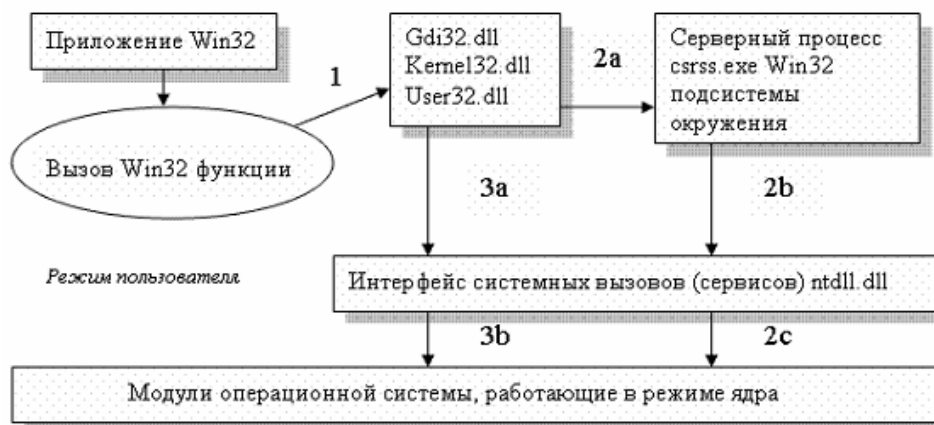 Приложение Win32
1
Gdi32.dll
Kernel32.dll
User32.dll
2a
Серверный процесс
csrss.exe Win32
подсистемы
окружения
Вызов Win32 функции
3a
2b
Режим пользователя
Интерфейс системных вызовов (сервисов) ntdll.dll
3b
2c
Модули операционной системы, работающие в режиме ядра